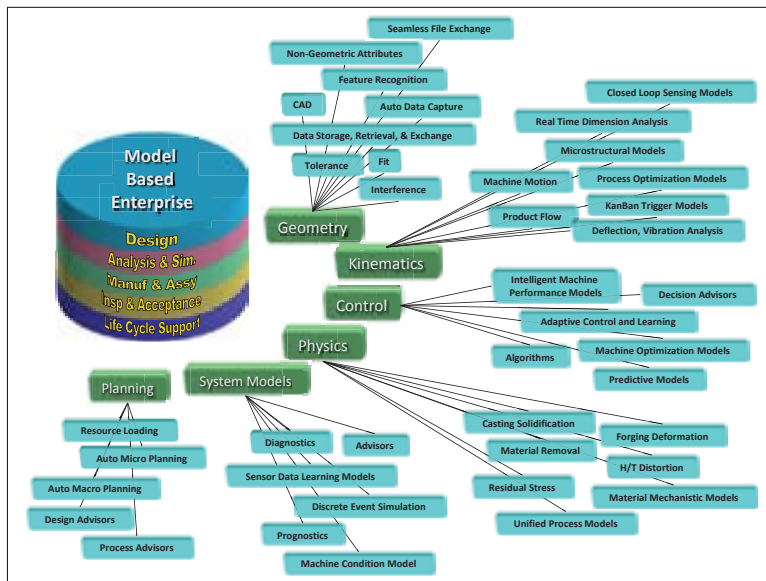 Seamless File Exchange
Non-Geometric Attributes
Feature Recognition
CAD
Auto Data Capture
Data Storage, Retrieval, & Exchange
Tolerance
Fit
Interference
Geometry
Closed Loop Sensing Models
Real Time Dimension Analysis
Microstructural Models
Machine Motion
Process Optimization Models
Product Flow
KanBan Trigger Models
Deflection, Vibration Analysis
Kinematics
Model
Based
Enterprise
Design
Analysis & Sim.
Manuf & Assy
Insp & Acceptance
Life Cycle Support
Control
Intelligent Machine
Performance Models
Decision Advisors
Adaptive Control and Learning
Algorithms
Machine Optimization Models
Predictive Models
Physics
Casting Solidification
Forging Deformation
Material Removal
H/T Distortion
Residual Stress
Material Mechanistic Models
Unified Process Models
System Models
Diagnostics
Advisors
Sensor Data Learning Models
Discrete Event Simulation
Prognostics
Machine Condition Model
Planning
Resource Loading
Auto Micro Planning
Auto Macro Planning
Design Advisors
Process Advisors